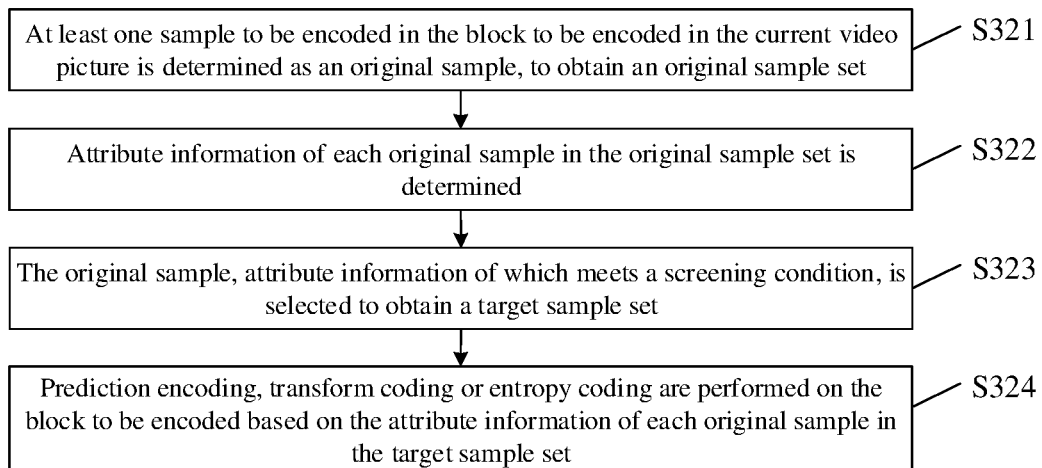 At least one sample to be encoded in the block to be encoded in the current video
picture is determined as an original sample, to obtain an original sample set
S321
Attribute information of each original sample in the original sample set is
determined
S322
The original sample, attribute information of which meets a screening condition, is
selected to obtain a target sample set
S323
Prediction encoding, transform coding or entropy coding are performed on the
block to be encoded based on the attribute information of each original sample in
the target sample set
S324